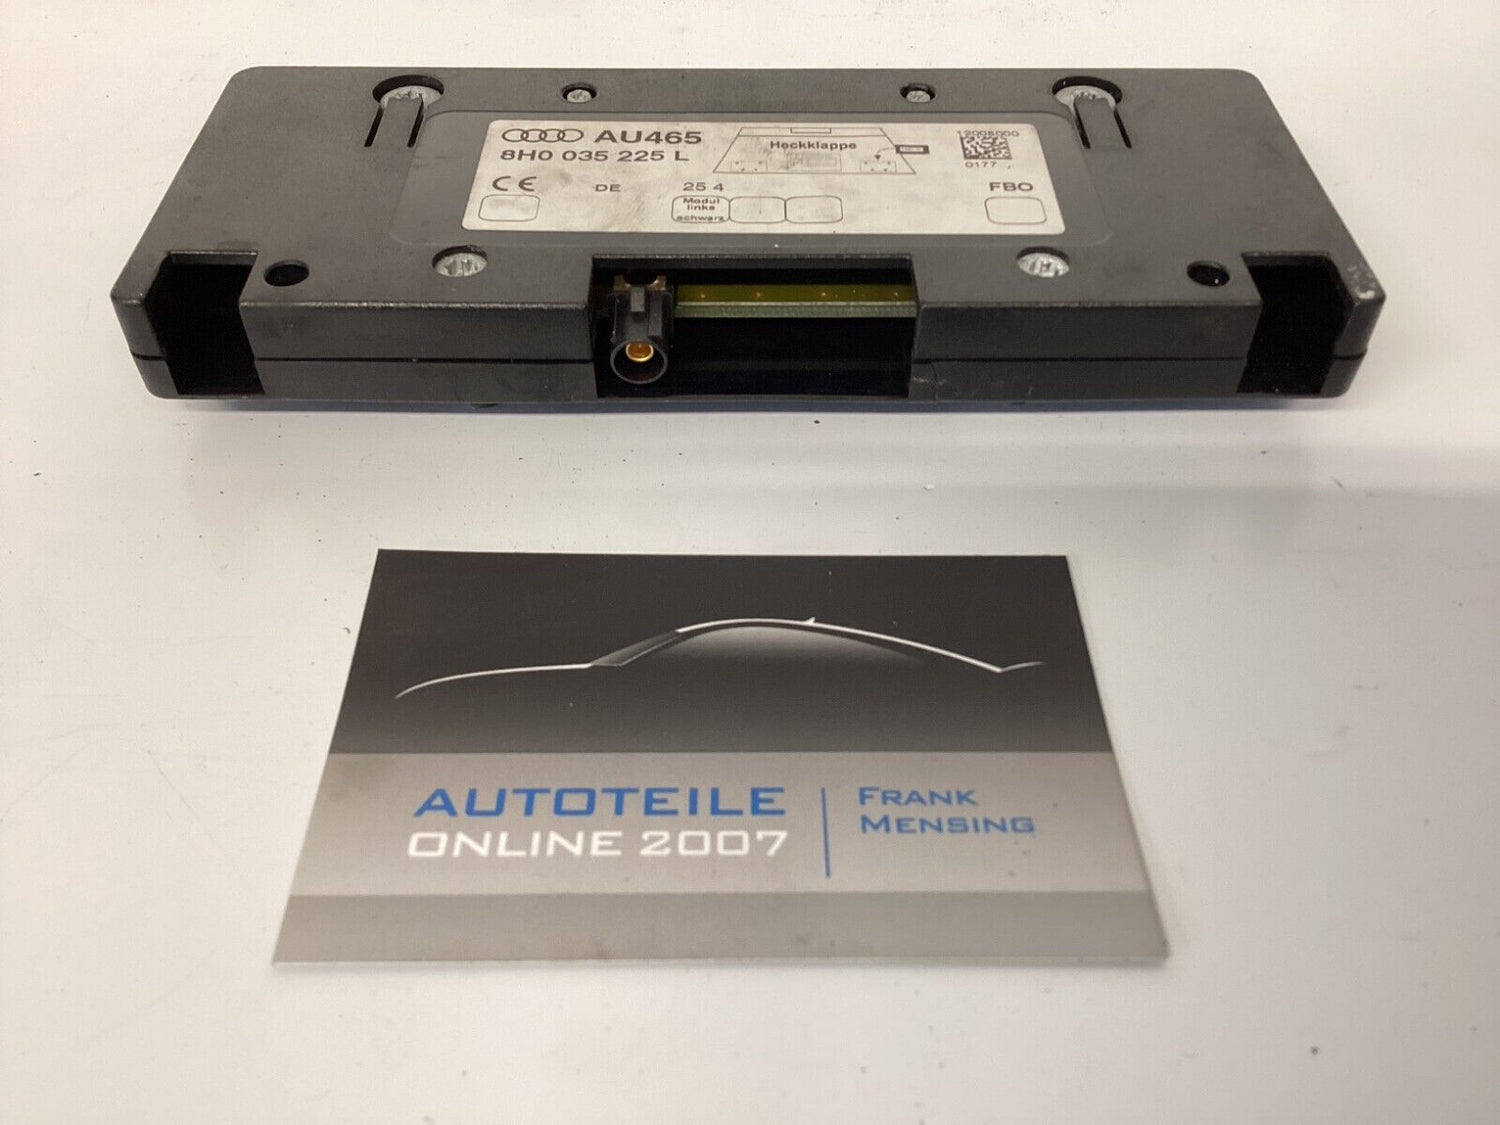 AU465
8H0 035 225 L
Heckklappe
12006000
0177
CE DE 25 4 FBO
Modul
links
schwarz
AUTOTEILE
ONLINE 2007
FRANK
MENSING